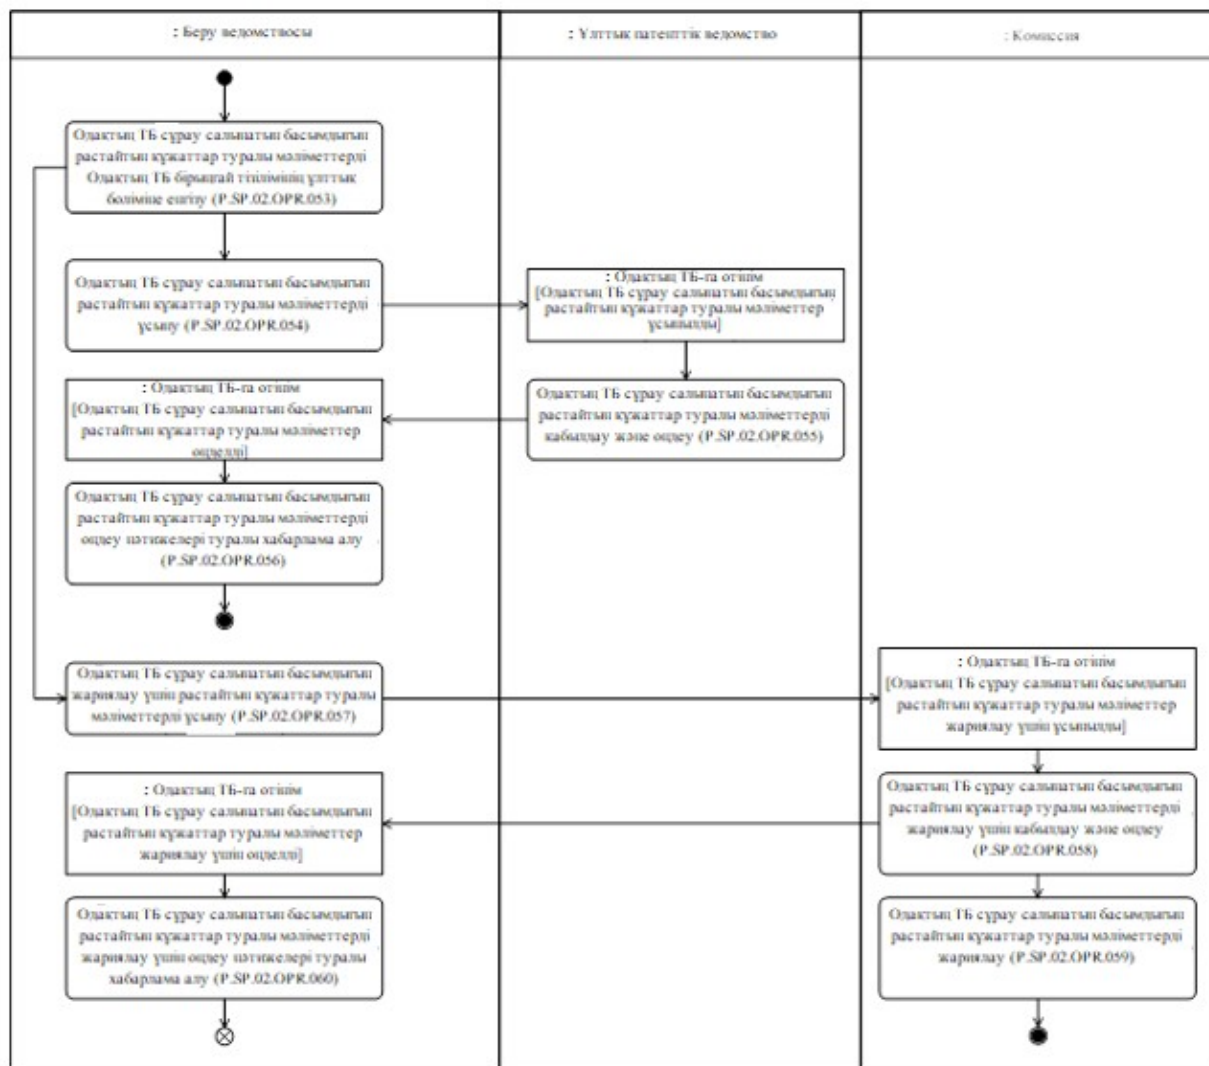 : Беру ведомствосы
: Ұлттық патенттік ведомство
: Комиссия
Одақтың ТБ сұрау салынатын басымдығын
растайтын құжаттар туралы мәліметтерді
Одақтың ТБ бірыңғай тізілімінің ұлттық
бөліміне енгізу (P.SP.02.OPR.053)
Одақтың ТБ сұрау салынатын басымдығын
растайтын құжаттар туралы мәліметтерді
ұсыну (P.SP.02.OPR.054)
: Одақтың ТБ-ға өтінім
[Одақтың ТБ сұрау салынатын басымдығын
растайтын құжаттар туралы мәліметтер
ұсынылды]
Одақтың ТБ сұрау салынатын басымдығын
растайтын құжаттар туралы мәліметтерді
қабылдау және өңдеу (P.SP.02.OPR.055)
: Одақтың ТБ-ға өтінім
[Одақтың ТБ сұрау салынатын басымдығын
растайтын құжаттар туралы мәліметтер
өңделді]
Одақтың ТБ сұрау салынатын басымдығын
растайтын құжаттар туралы мәліметтерді
өңдеу нәтижелері туралы хабарлама алу
(P.SP.02.OPR.056)
Одақтың ТБ сұрау салынатын басымдығын
жариялау үшін растайтын құжаттар туралы
мәліметтерді ұсыну (P.SP.02.OPR.057)
: Одақтың ТБ-ға өтінім
[Одақтың ТБ сұрау салынатын басымдығын
растайтын құжаттар туралы мәліметтер
жариялау үшін ұсынылды]
Одақтың ТБ сұрау салынатын басымдығын
растайтын құжаттар туралы мәліметтерді
жариялау үшін қабылдау және өңдеу
(P.SP.02.OPR.058)
: Одақтың ТБ-ға өтінім
[Одақтың ТБ сұрау салынатын басымдығын
растайтын құжаттар туралы мәліметтер
жариялау үшін өңделді]
Одақтың ТБ сұрау салынатын басымдығын
растайтын құжаттар туралы мәліметтерді
жариялау үшін өңдеу нәтижелері туралы
хабарлама алу (P.SP.02.OPR.060)
Одақтың ТБ сұрау салынатын басымдығын
растайтын құжаттар туралы мәліметтерді
жариялау (P.SP.02.OPR.059)